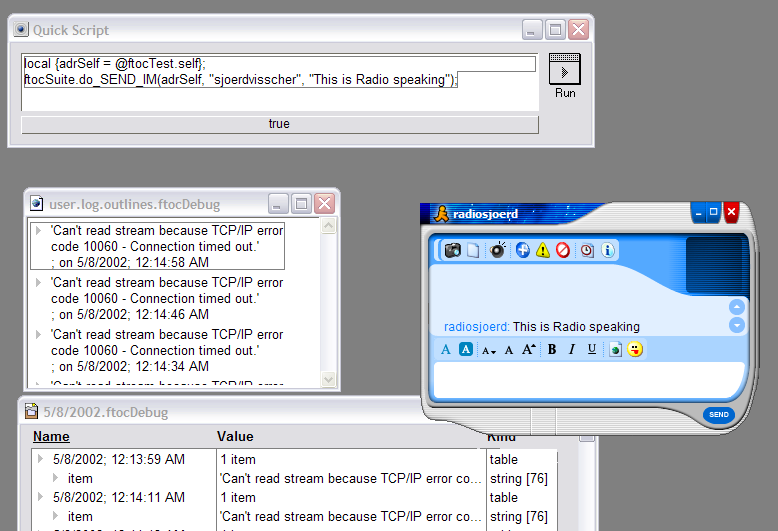 Quick Script
local {adrSelf = @ftocTest.self};
ftocSuite.do_SEND_IM(adrSelf, "sjoerdvisscher", "This is Radio speaking");
Run
true
user.log.outlines.ftocDebug
'Can't read stream because TCP/IP error
code 10060 - Connection timed out.'
; on 5/8/2002; 12:14:58 AM
'Can't read stream because TCP/IP error
code 10060 - Connection timed out.'
; on 5/8/2002; 12:14:46 AM
'Can't read stream because TCP/IP error
code 10060 - Connection timed out.'
; on 5/8/2002; 12:14:34 AM
'Can't read stream because TCP/IP error
radiosjoerd
radiosjoerd: This is Radio speaking
A A A A A B I U
SEND
5/8/2002.ftocDebug
Name Value Kind
5/8/2002; 12:13:59 AM 1 item table
item 'Can't read stream because TCP/IP error co... string [76]
5/8/2002; 12:14:11 AM 1 item table
item 'Can't read stream because TCP/IP error co... string [76]